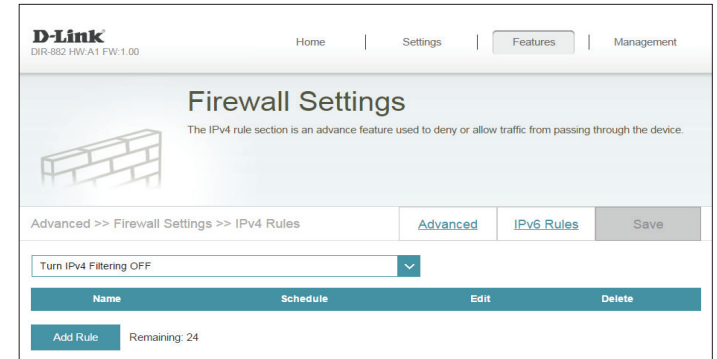 D-Link
DIR-882 HW:A1 FW:1.00
Home
Settings
Features
Management
Firewall Settings
The IPv4 rule section is an advance feature used to deny or allow traffic from passing through the device.
Advanced >> Firewall Settings >> IPv4 Rules
Advanced
IPv6 Rules
Save
Turn IPv4 Filtering OFF
Name
Schedule
Edit
Delete
Add Rule
Remaining: 24